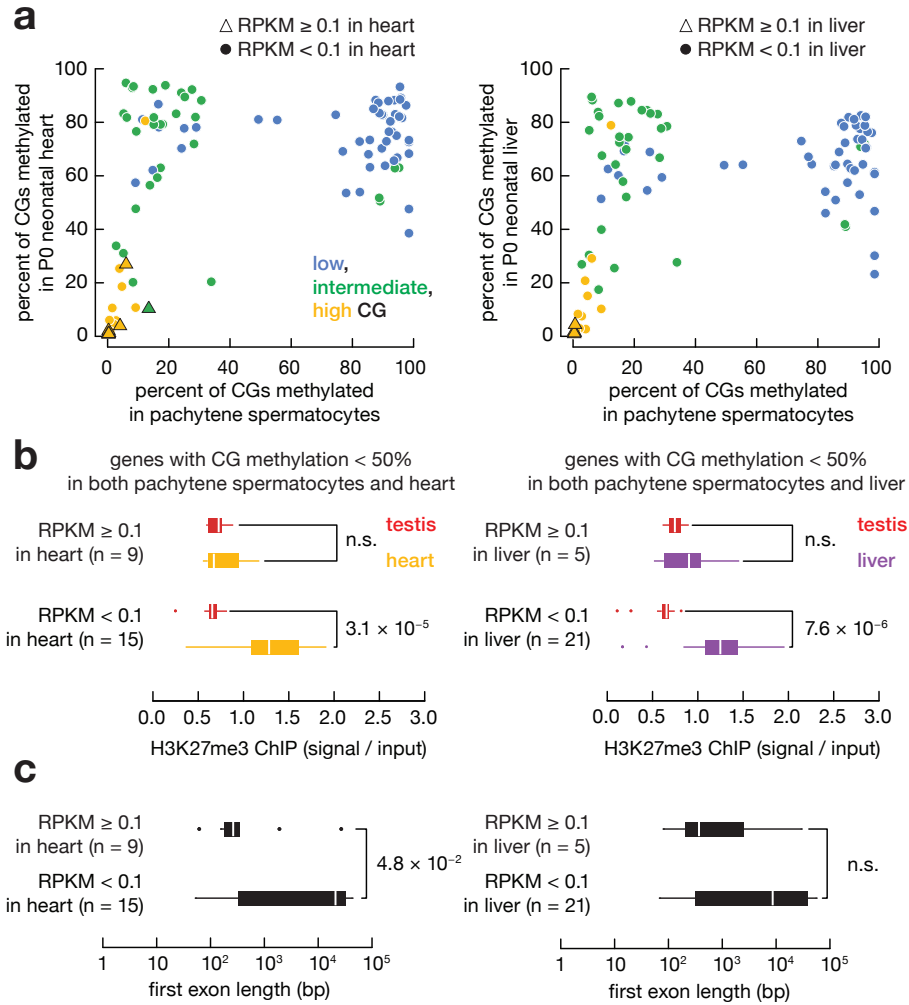 a
△ RPKM ≥ 0.1 in heart
● RPKM < 0.1 in heart
percent of CGs methylated
in P0 neonatal heart
100
80
60
40
20
0
0 20 40 60 80 100
percent of CGs methylated
in pachytene spermatocytes
low,
intermediate,
high CG
△ RPKM ≥ 0.1 in liver
● RPKM < 0.1 in liver
percent of CGs methylated
in P0 neonatal liver
100
80
60
40
20
0
0 20 40 60 80 100
percent of CGs methylated
in pachytene spermatocytes
b
genes with CG methylation < 50%
in both pachytene spermatocytes and heart
RPKM ≥ 0.1
in heart (n = 9)
testis
n.s.
heart
RPKM < 0.1
in heart (n = 15)
3.1 × 10⁻⁵
0.0 0.5 1.0 1.5 2.0 2.5 3.0
H3K27me3 ChIP (signal / input)
genes with CG methylation < 50%
in both pachytene spermatocytes and liver
RPKM ≥ 0.1
in liver (n = 5)
testis
n.s.
liver
RPKM < 0.1
in liver (n = 21)
7.6 × 10⁻⁶
0.0 0.5 1.0 1.5 2.0 2.5 3.0
H3K27me3 ChIP (signal / input)
c
RPKM ≥ 0.1
in heart (n = 9)
4.8 × 10⁻²
RPKM < 0.1
in heart (n = 15)
1 10 10² 10³ 10⁴ 10⁵
first exon length (bp)
RPKM ≥ 0.1
in liver (n = 5)
n.s.
RPKM < 0.1
in liver (n = 21)
1 10 10² 10³ 10⁴ 10⁵
first exon length (bp)